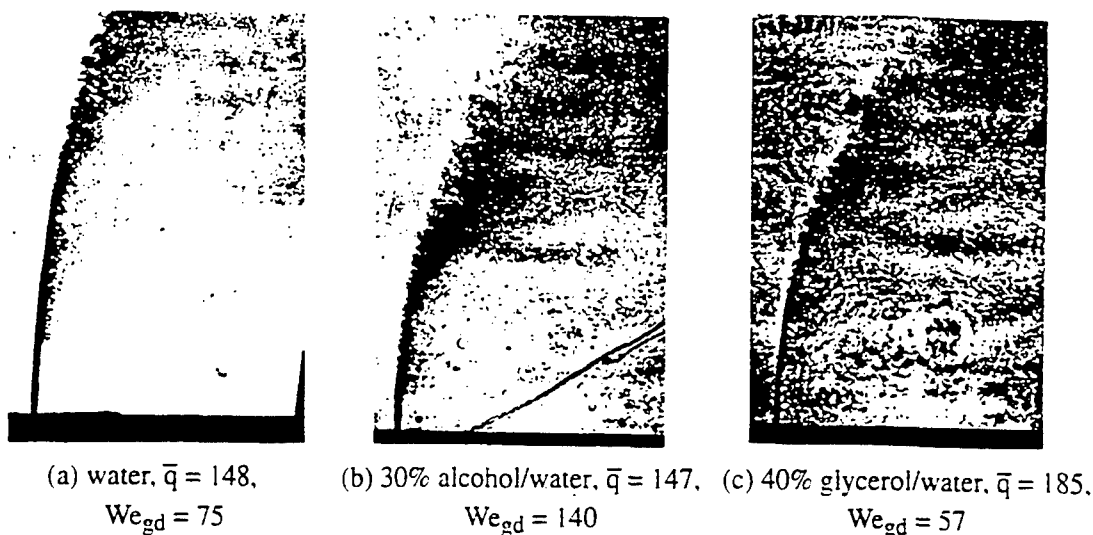 (a) water, q̅ = 148,
We_gd = 75
(b) 30% alcohol/water, q̅ = 147,
We_gd = 140
(c) 40% glycerol/water, q̅ = 185,
We_gd = 57